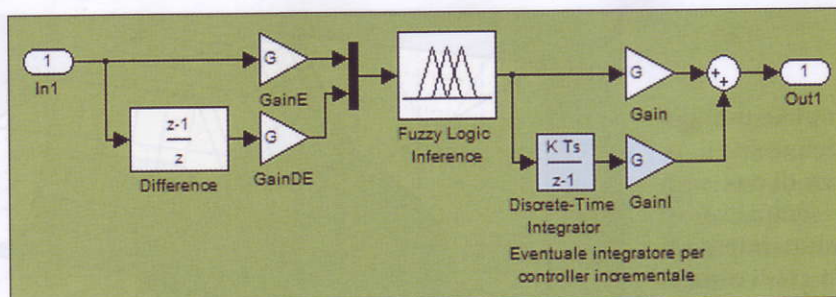 1
In1
G
GainE
z-1
z
Difference
G
GainDE
Fuzzy Logic
Inference
G
Gain
K Ts
z-1
Discrete-Time
Integrator
G
GainI
Eventuale integratore per
controller incrementale
+
+
1
Out1